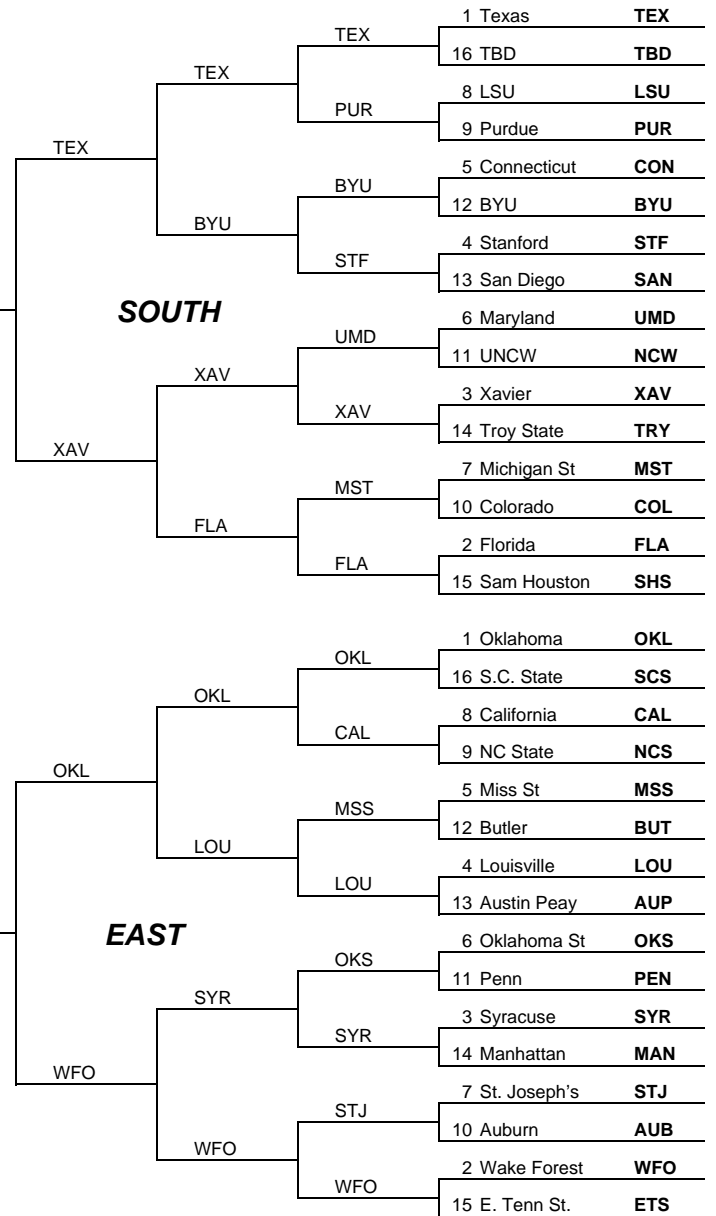 1 Texas TEX
TEX
16 TBD TBD
TEX
8 LSU LSU
PUR
9 Purdue PUR
TEX
5 Connecticut CON
BYU
12 BYU BYU
BYU
4 Stanford STF
STF
13 San Diego SAN
SOUTH
6 Maryland UMD
UMD
11 UNCW NCW
XAV
3 Xavier XAV
XAV
14 Troy State TRY
XAV
7 Michigan St MST
MST
10 Colorado COL
FLA
2 Florida FLA
FLA
15 Sam Houston SHS
1 Oklahoma OKL
OKL
16 S.C. State SCS
OKL
8 California CAL
CAL
9 NC State NCS
OKL
5 Miss St MSS
MSS
12 Butler BUT
LOU
4 Louisville LOU
LOU
13 Austin Peay AUP
EAST
6 Oklahoma St OKS
OKS
11 Penn PEN
SYR
3 Syracuse SYR
SYR
14 Manhattan MAN
WFO
7 St. Joseph's STJ
STJ
10 Auburn AUB
WFO
2 Wake Forest WFO
WFO
15 E. Tenn St. ETS